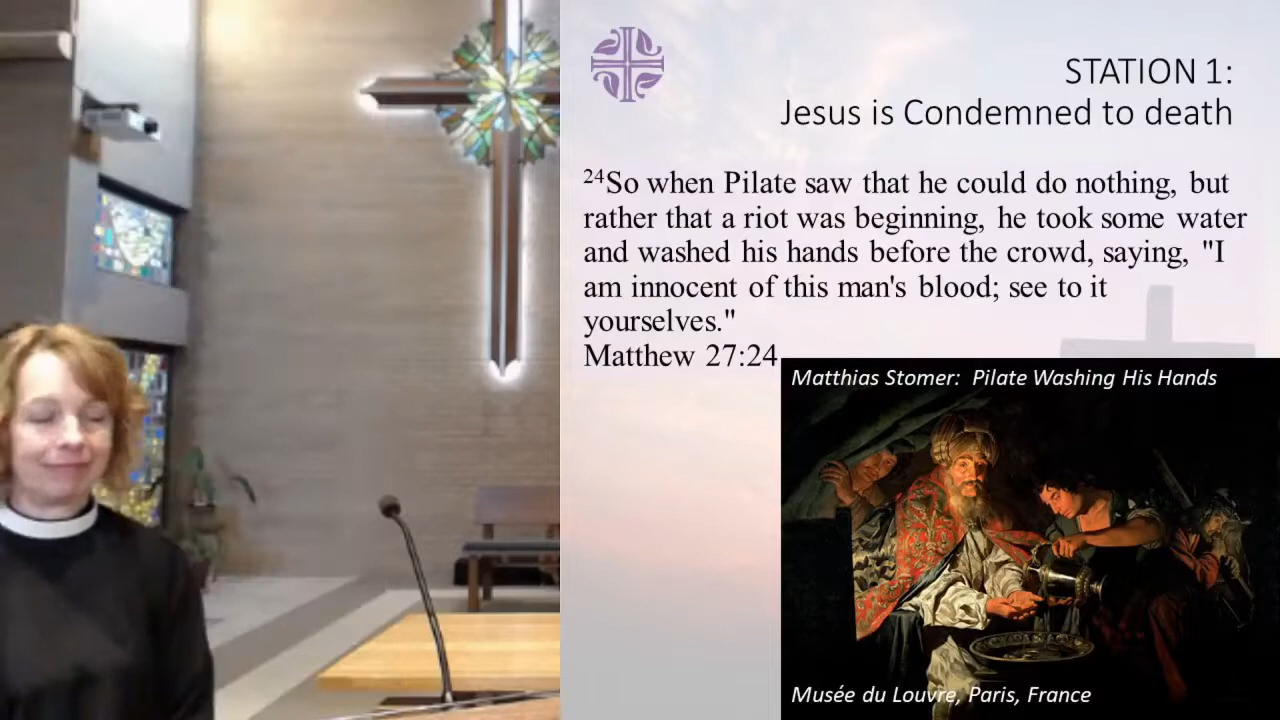 STATION 1:
Jesus is Condemned to death
²⁴So when Pilate saw that he could do nothing, but
rather that a riot was beginning, he took some water
and washed his hands before the crowd, saying, "I
am innocent of this man's blood; see to it
yourselves."
Matthew 27:24
Matthias Stomer: Pilate Washing His Hands
Musée du Louvre, Paris, France